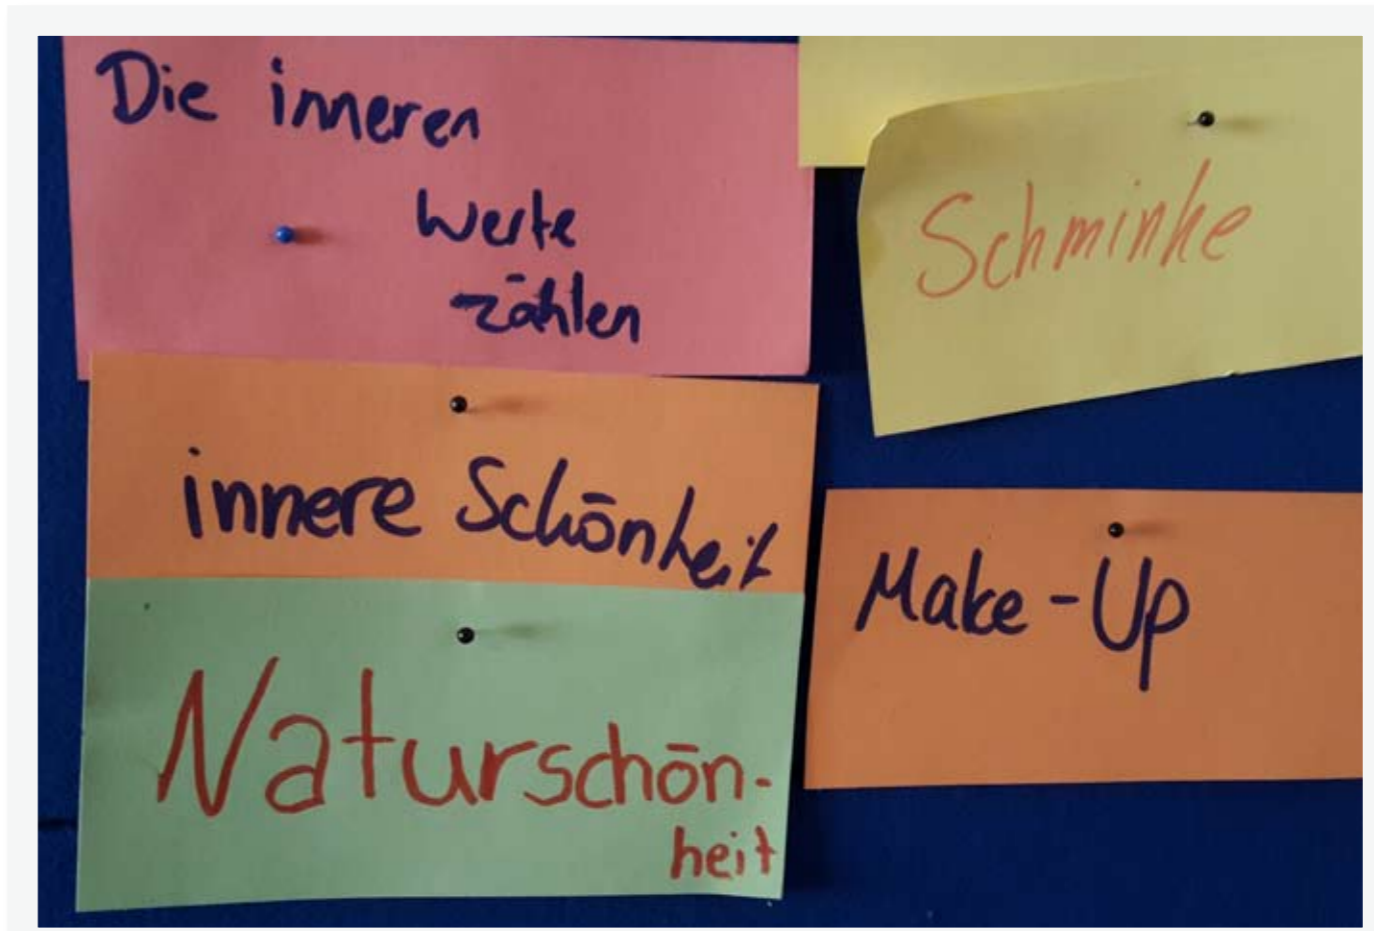 Die inneren
Werte
zählen
Schminke
innere Schönheit
Make-Up
Naturschön-
heit